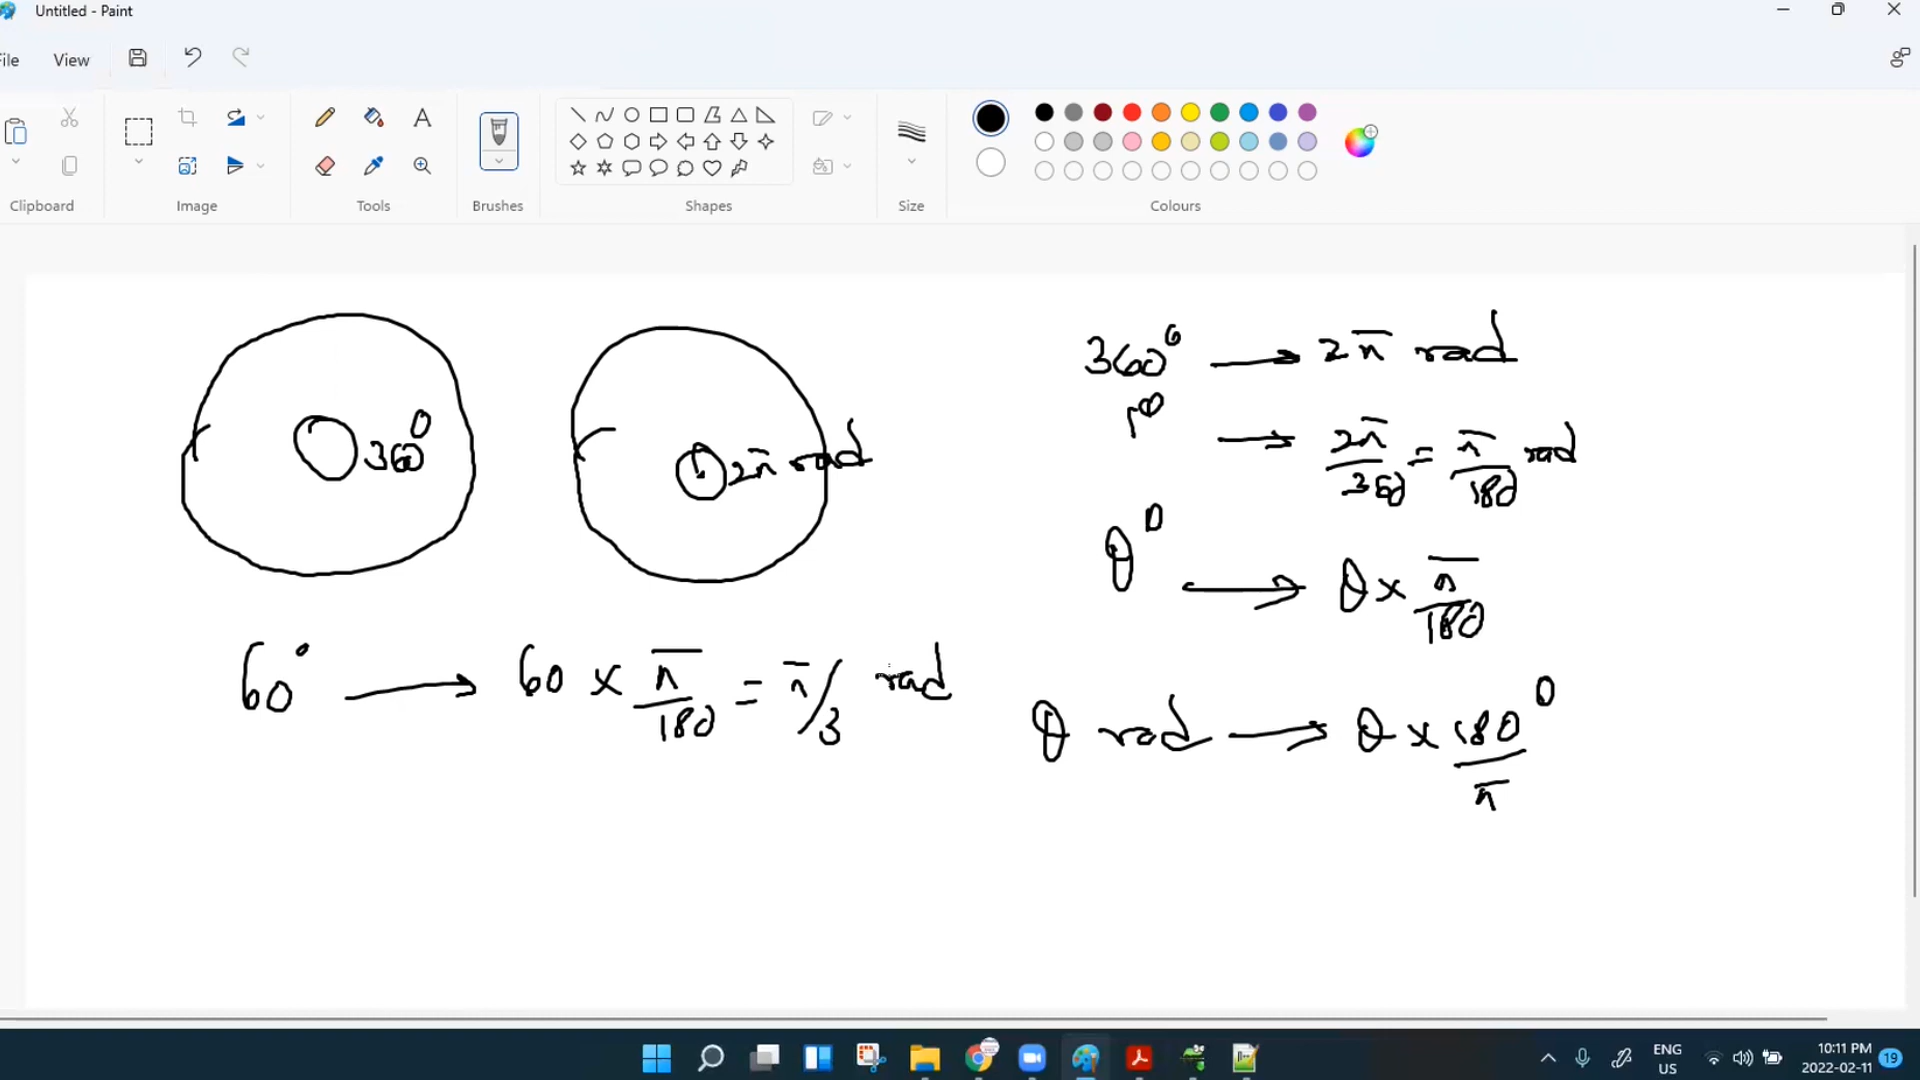 Untitled - Paint
File View
Clipboard Image Tools Brushes Shapes Size Colours
360°
2π rad
360° → 2π rad
1° → 2π/360 = π/180 rad
θ° → θ × π/180
60° → 60 × π/180 = π/3 rad
θ rad → θ × 180°/π
ENG
US
10:11 PM
2022-02-11
19